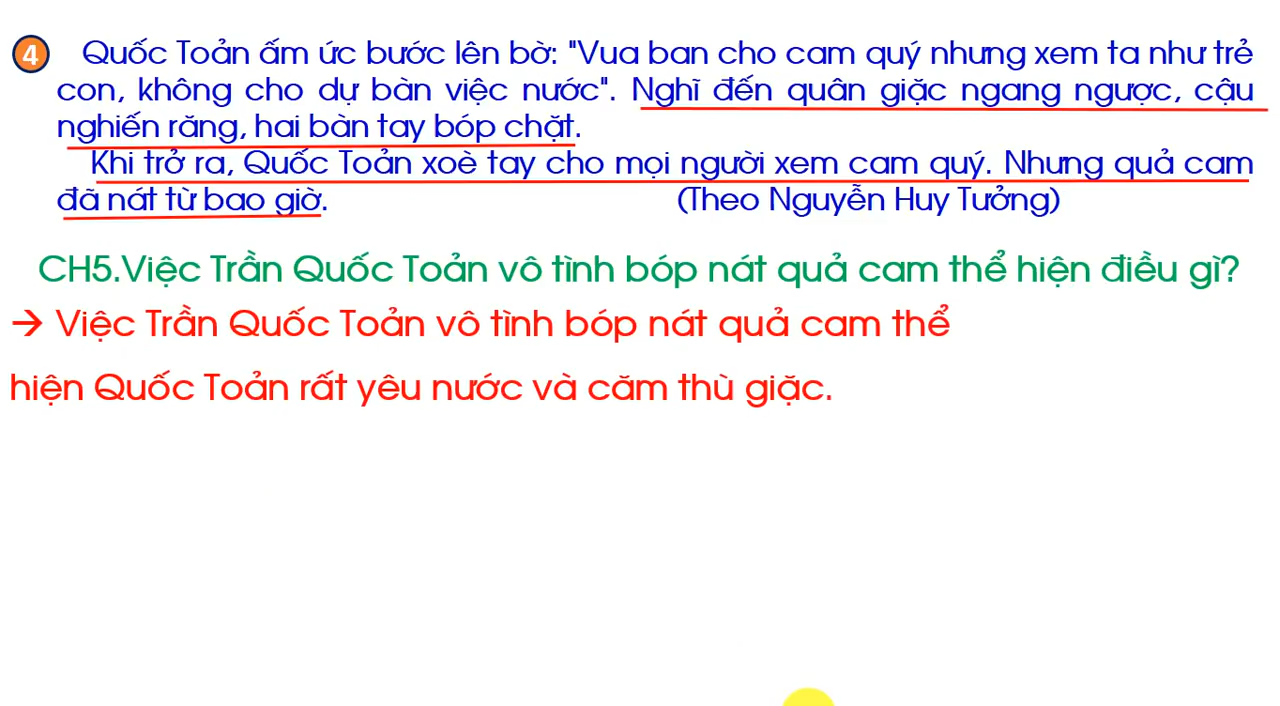 4 Quốc Toản ấm ức bước lên bờ: "Vua ban cho cam quý nhưng xem ta như trẻ
con, không cho dự bàn việc nước". Nghĩ đến quân giặc ngang ngược, cậu
nghiến răng, hai bàn tay bóp chặt.
Khi trở ra, Quốc Toản xoè tay cho mọi người xem cam quý. Nhưng quả cam
đã nát từ bao giờ. (Theo Nguyễn Huy Tưởng)
CH5.Việc Trần Quốc Toản vô tình bóp nát quả cam thể hiện điều gì?
→ Việc Trần Quốc Toản vô tình bóp nát quả cam thể
hiện Quốc Toản rất yêu nước và căm thù giặc.